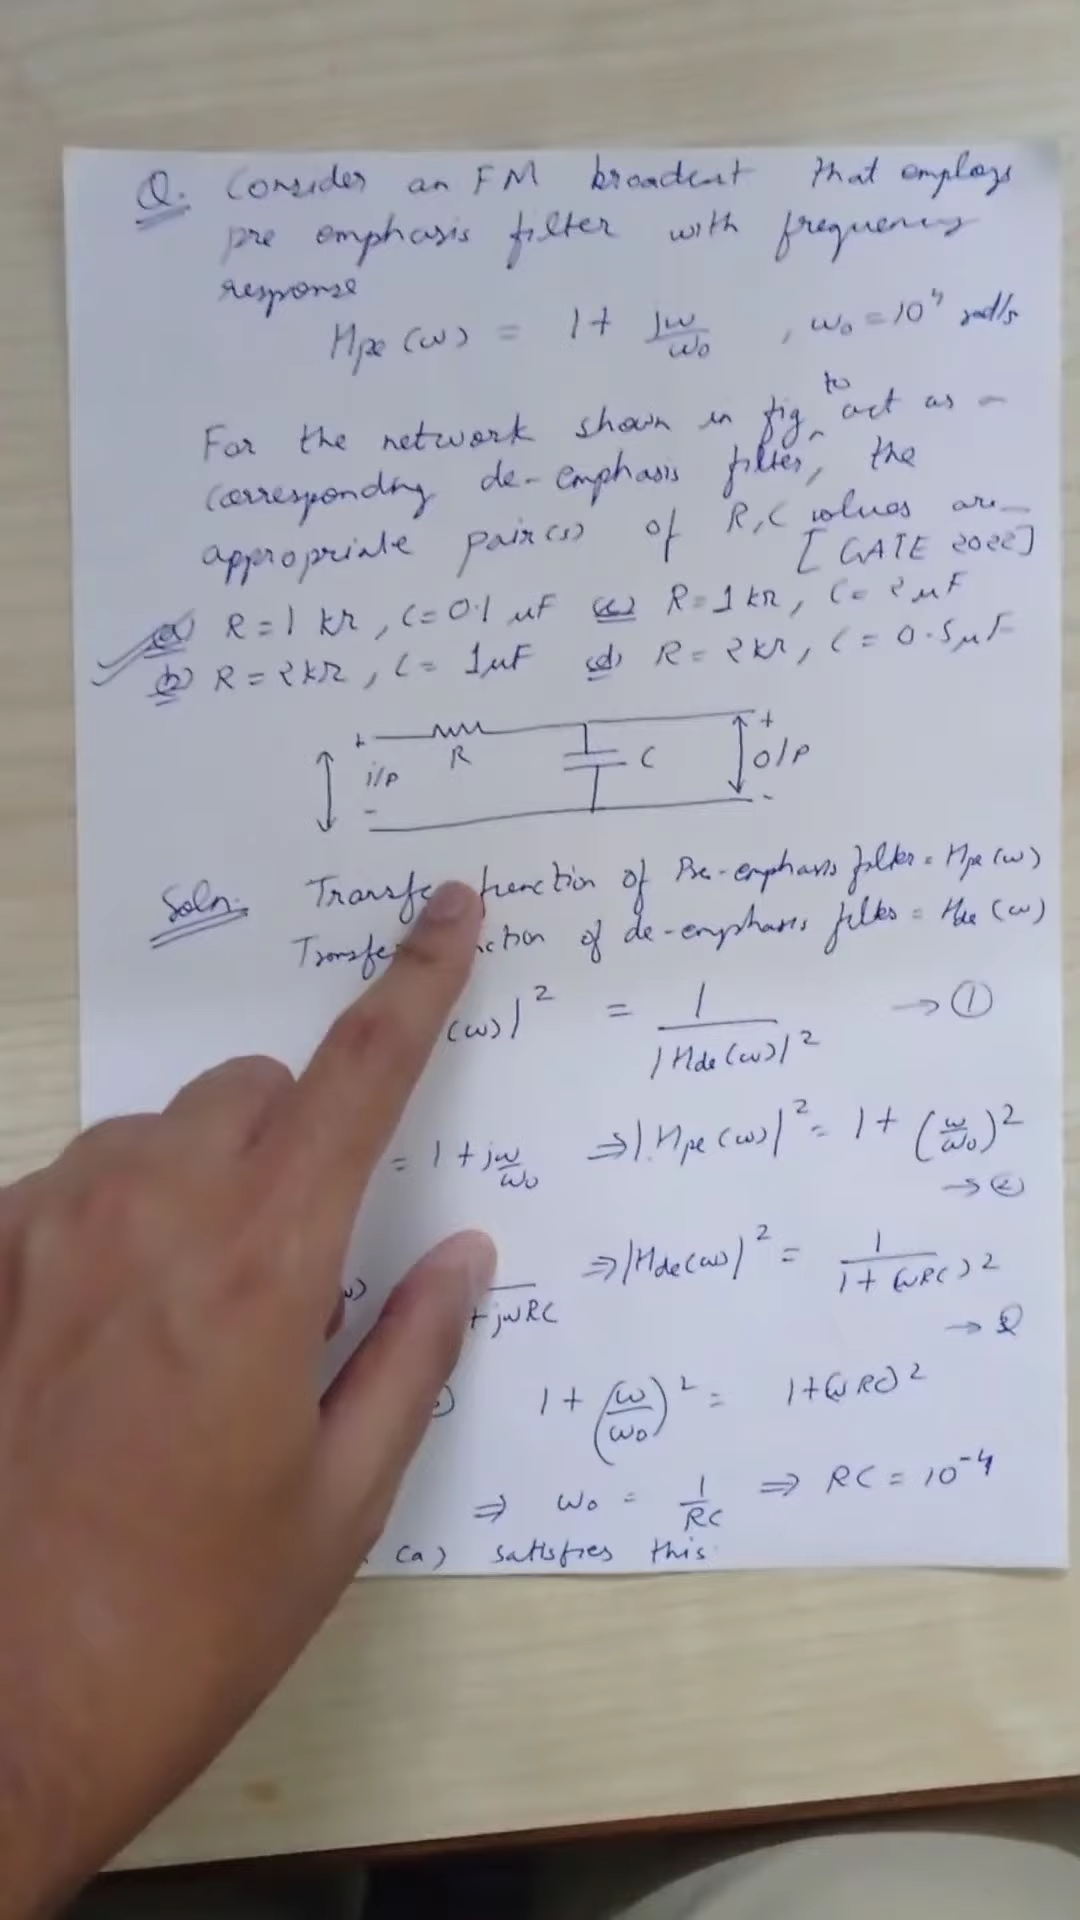 Q. Consider an FM broadcast that employs
pre emphasis filter with frequency
response
Hpe (ω) = 1 + jω/ω0 , ω0 = 10⁴ rad/s
For the network shown in fig, to act as a
corresponding de-emphasis filter, the
appropriate pair(s) of R, C values are
[GATE 2022]
(a) R = 1 kΩ, C = 0.1 μF (c) R = 1 kΩ, C = 2 μF
(b) R = 2 kΩ, C = 1 μF (d) R = 2 kΩ, C = 0.5 μF
+ R + 
i/p C O/P
- -
Soln. Transfer function of Pre-emphasis filter = Hpe (ω)
Transfer function of de-emphasis filter = Hde (ω)
(ω)|² = 1/|Hde (ω)|² → ①
= 1 + jω/ω0 ⇒ |Hpe (ω)|² = 1 + (ω/ω0)²
→ ②
+ jωRC ⇒ |Hde (ω)|² = 1/1 + (ωRC)²
1 + (ω/ω0)² = 1 + (ωRC)²
⇒ ω0 = 1/RC ⇒ RC = 10⁻⁴
(a) satisfies this